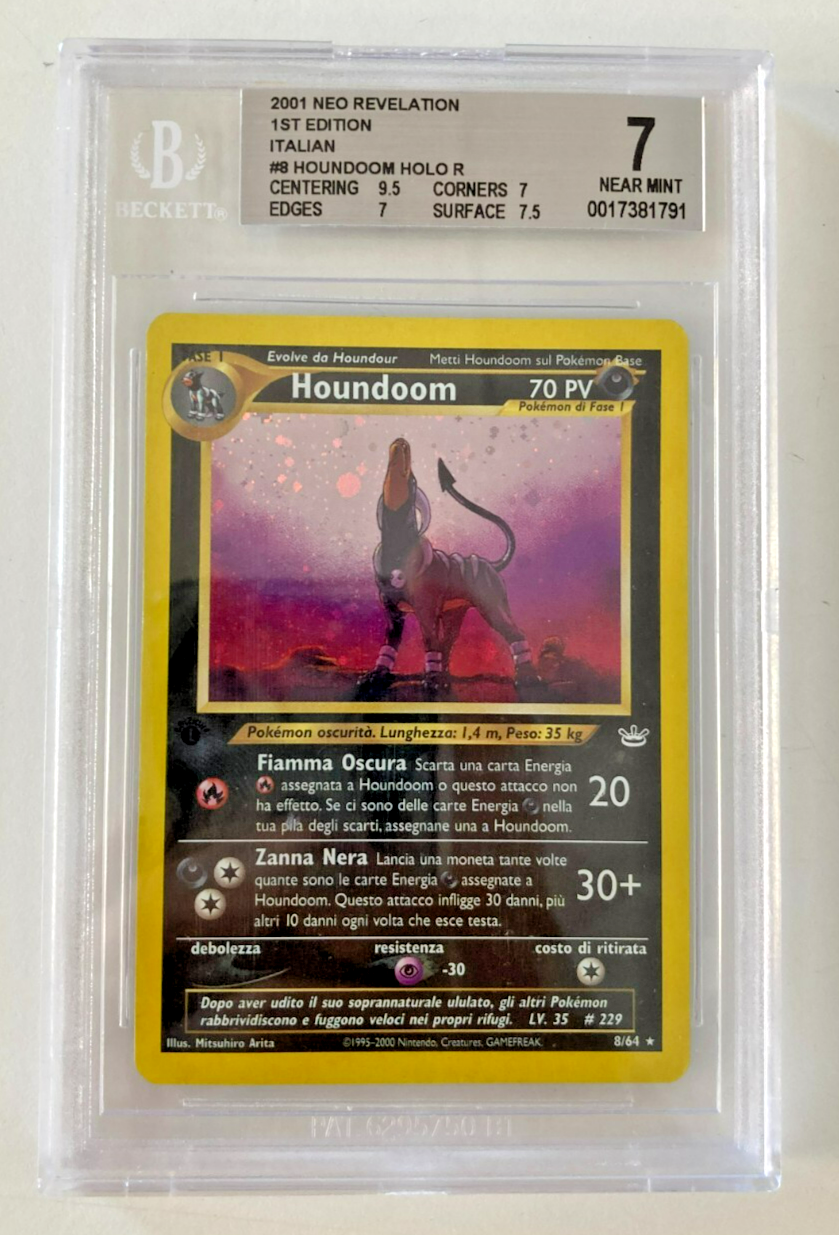 2001 NEO REVELATION
1ST EDITION
ITALIAN
#8 HOUNDOOM HOLO R
CENTERING 9.5 CORNERS 7
EDGES 7 SURFACE 7.5
7
NEAR MINT
0017381791
B
BECKETT®
FASE 1
Evolve da Houndour
Metti Houndoom sul Pokémon Base
Houndoom
70 PV
Pokémon di Fase 1
Pokémon oscurità. Lunghezza: 1,4 m, Peso: 35 kg
Fiamma Oscura Scarta una carta Energia
assegnata a Houndoom o questo attacco non
ha effetto. Se ci sono delle carte Energia nella
tua pila degli scarti, assegnane una a Houndoom.
20
Zanna Nera Lancia una moneta tante volte
quante sono le carte Energia assegnate a
Houndoom. Questo attacco infligge 30 danni, più
altri 10 danni ogni volta che esce testa.
30+
debolezza resistenza costo di ritirata
-30
Dopo aver udito il suo soprannaturale ululato, gli altri Pokémon
rabbrividiscono e fuggono veloci nei propri rifugi. LV. 35 # 229
Illus. Mitsuhiro Arita ©1995-2000 Nintendo, Creatures, GAMEFREAK. 8/64 ★